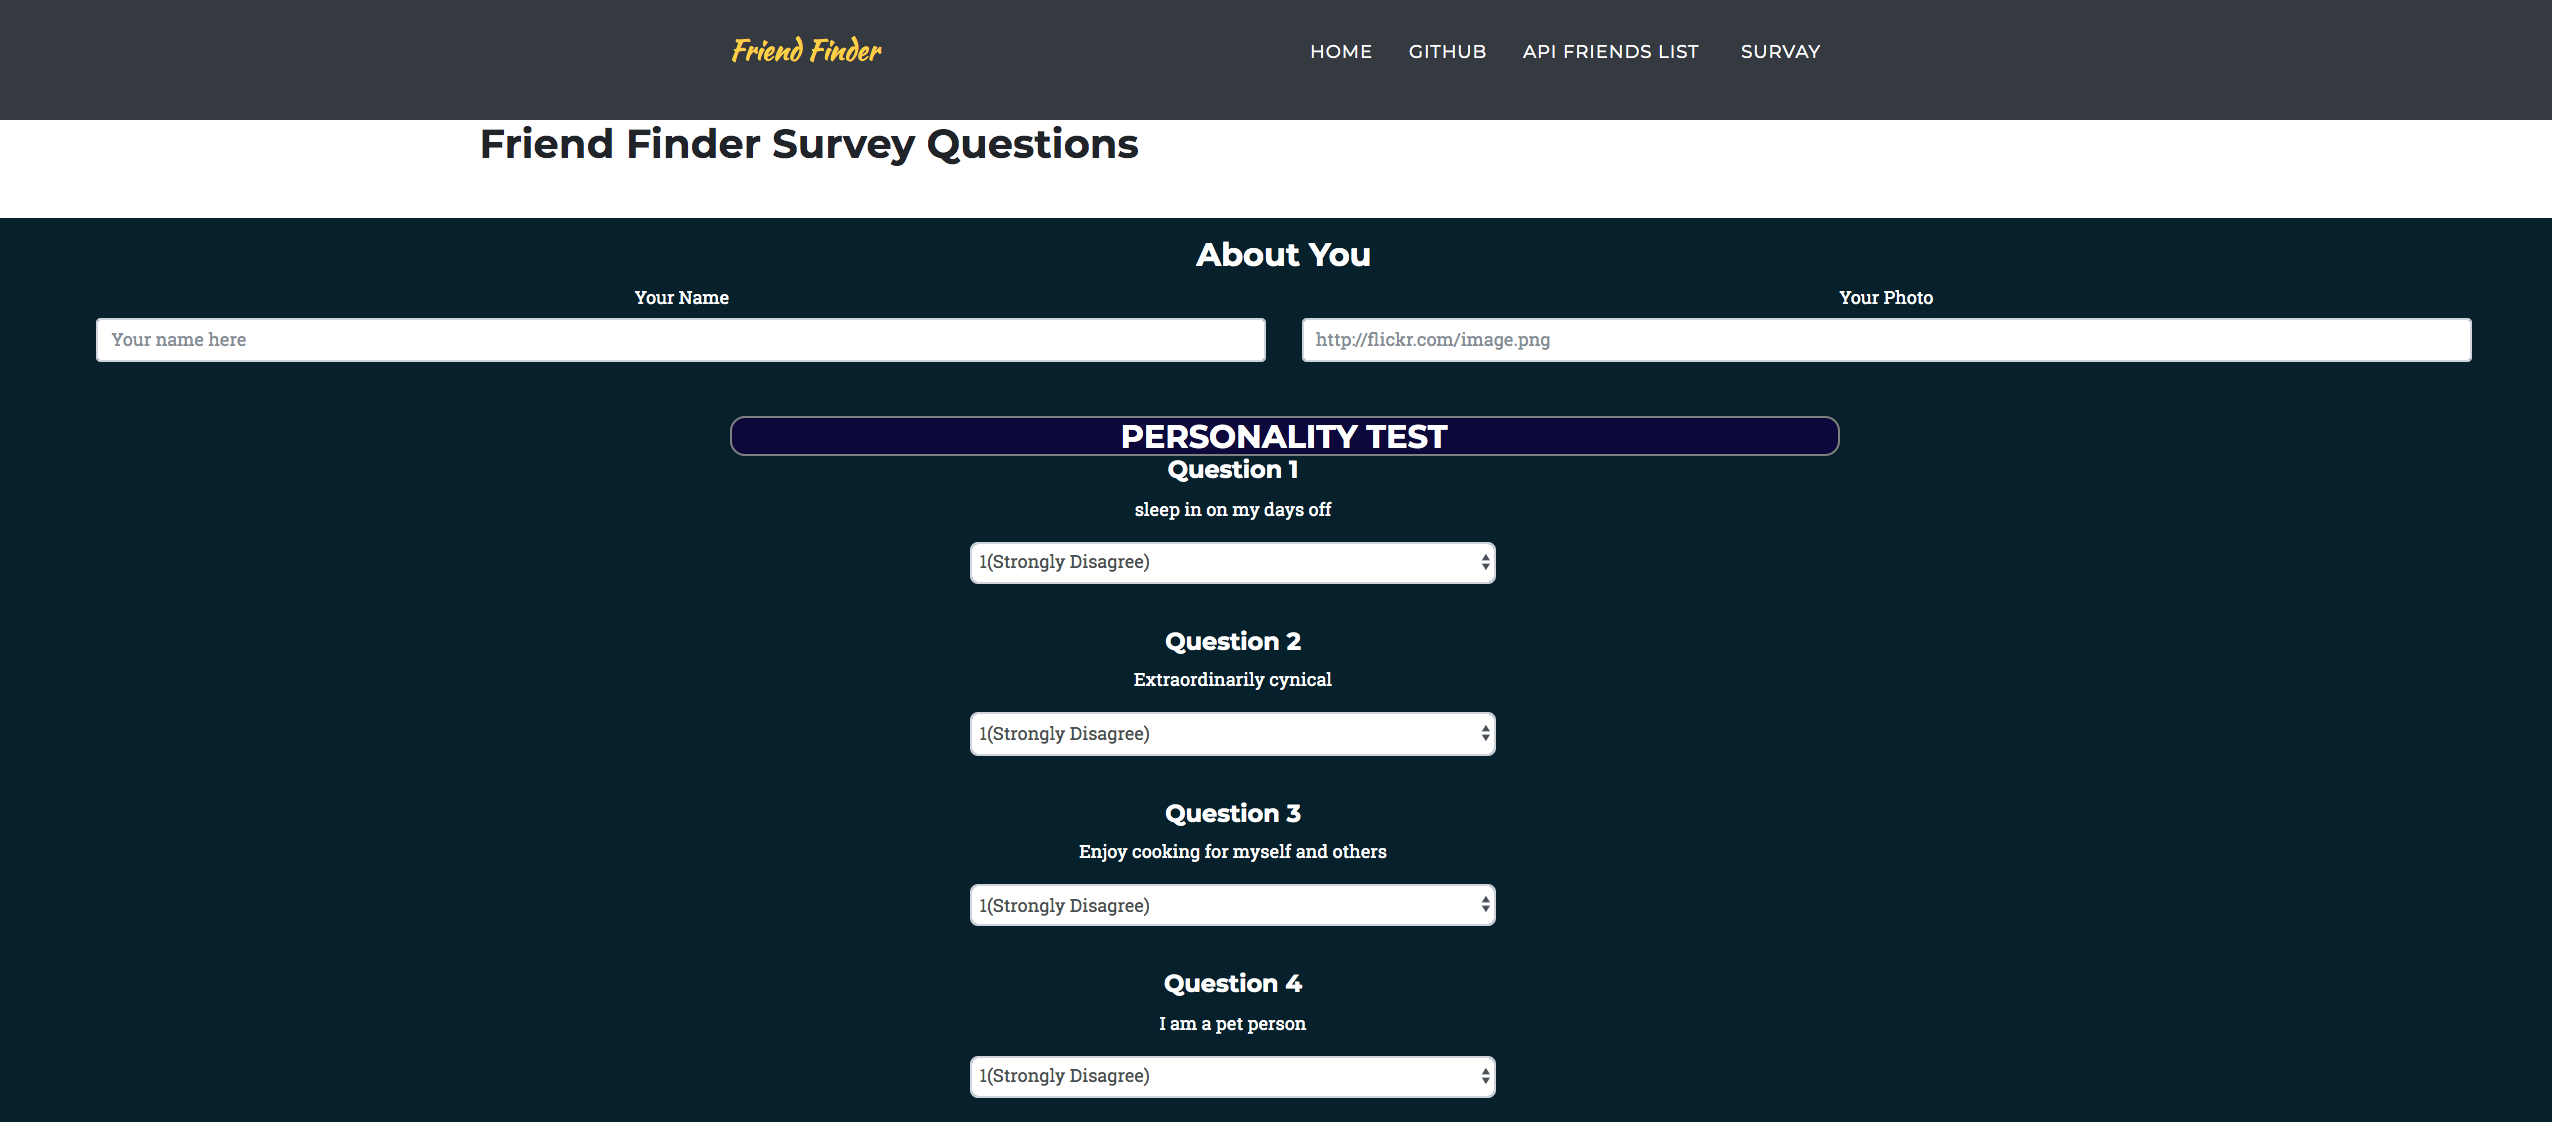 Friend Finder
HOME GITHUB API FRIENDS LIST SURVAY
Friend Finder Survey Questions
About You
Your Name Your Photo
Your name here http://flickr.com/image.png
PERSONALITY TEST
Question 1
sleep in on my days off
1(Strongly Disagree)
Question 2
Extraordinarily cynical
1(Strongly Disagree)
Question 3
Enjoy cooking for myself and others
1(Strongly Disagree)
Question 4
I am a pet person
1(Strongly Disagree)